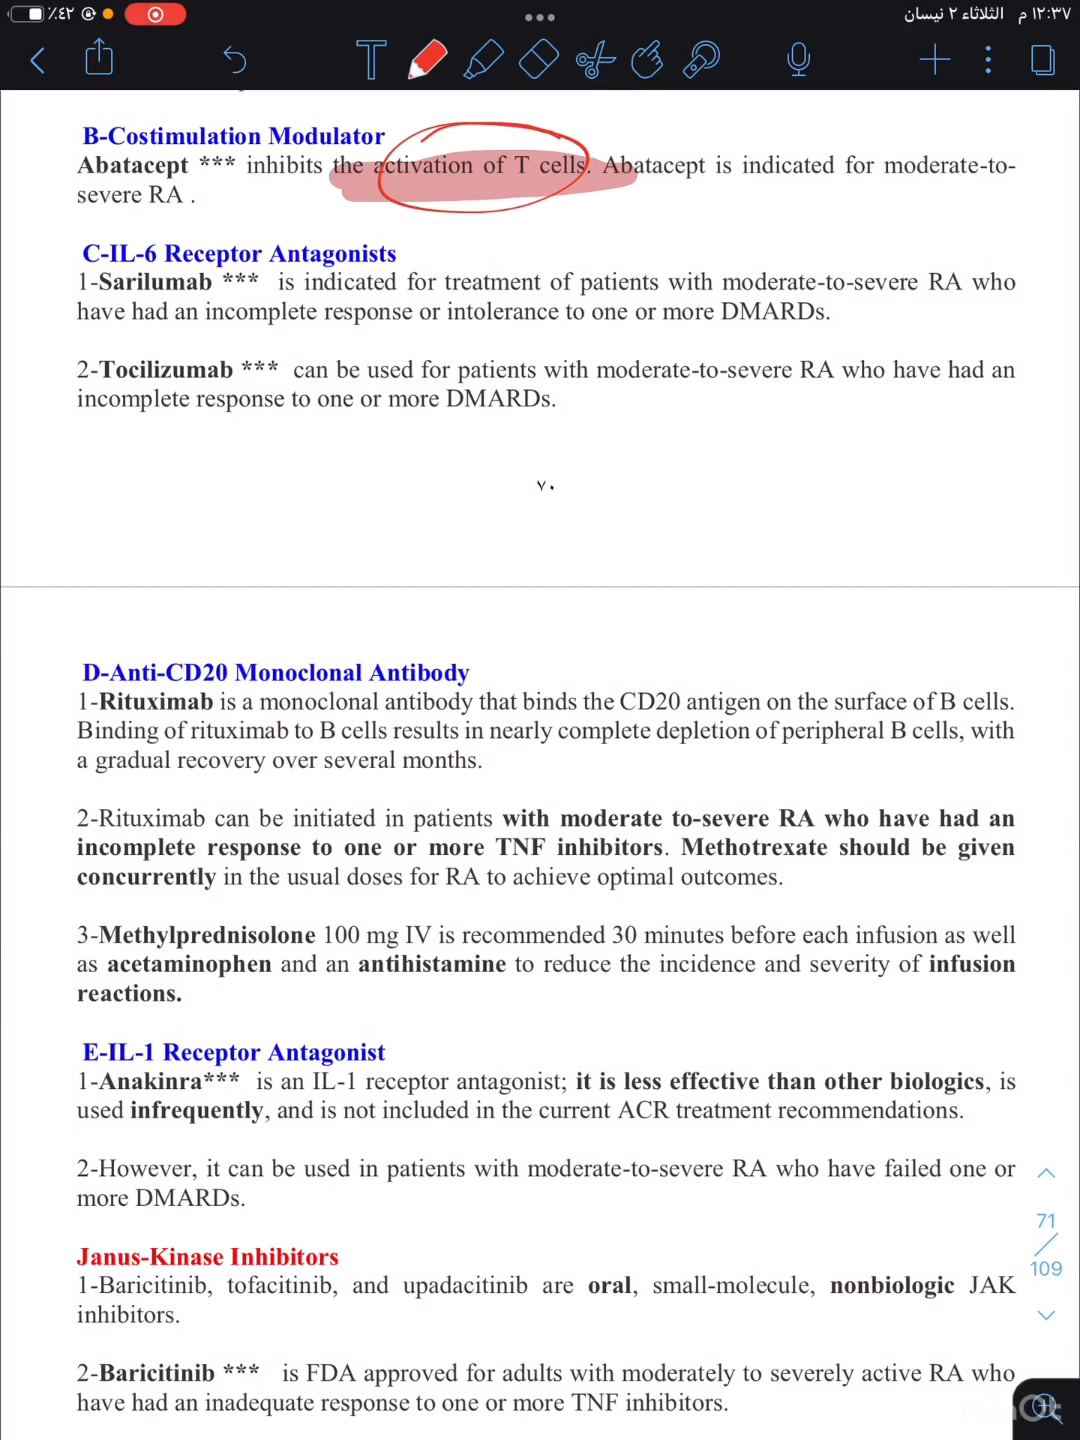 ٪٤٢
١٢:٣٧ م الثلاثاء ٢ نيسان
B-Costimulation Modulator
Abatacept *** inhibits the activation of T cells. Abatacept is indicated for moderate-to-
severe RA .
C-IL-6 Receptor Antagonists
1-Sarilumab *** is indicated for treatment of patients with moderate-to-severe RA who
have had an incomplete response or intolerance to one or more DMARDs.
2-Tocilizumab *** can be used for patients with moderate-to-severe RA who have had an
incomplete response to one or more DMARDs.
٧٠
D-Anti-CD20 Monoclonal Antibody
1-Rituximab is a monoclonal antibody that binds the CD20 antigen on the surface of B cells.
Binding of rituximab to B cells results in nearly complete depletion of peripheral B cells, with
a gradual recovery over several months.
2-Rituximab can be initiated in patients with moderate to-severe RA who have had an
incomplete response to one or more TNF inhibitors. Methotrexate should be given
concurrently in the usual doses for RA to achieve optimal outcomes.
3-Methylprednisolone 100 mg IV is recommended 30 minutes before each infusion as well
as acetaminophen and an antihistamine to reduce the incidence and severity of infusion
reactions.
E-IL-1 Receptor Antagonist
1-Anakinra*** is an IL-1 receptor antagonist; it is less effective than other biologics, is
used infrequently, and is not included in the current ACR treatment recommendations.
2-However, it can be used in patients with moderate-to-severe RA who have failed one or
more DMARDs.
71
109
Janus-Kinase Inhibitors
1-Baricitinib, tofacitinib, and upadacitinib are oral, small-molecule, nonbiologic JAK
inhibitors.
2-Baricitinib *** is FDA approved for adults with moderately to severely active RA who
have had an inadequate response to one or more TNF inhibitors.